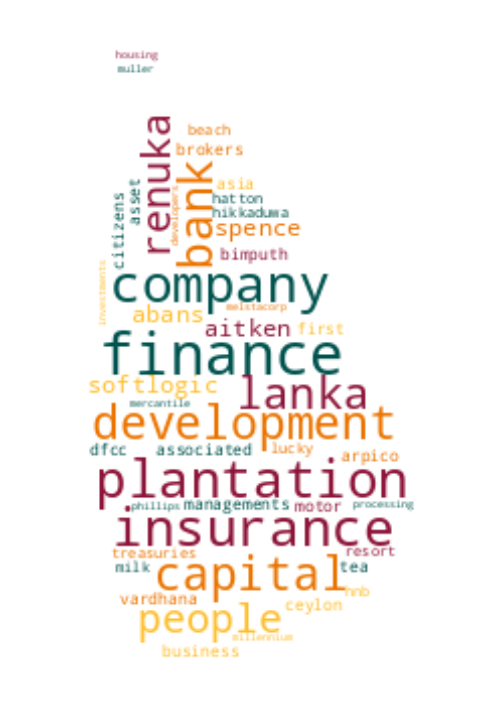 housing
muller
renuka
beach
brokers
bank
developers
asset
citizens
asia
hatton
hikkaduwa
spence
bimputh
investments
company
melstacorp
abans
aitken
first
finance
softlogic
lanka
mercantile
development
dfcc
associated
lucky
arpico
plantation
phillips
managements
motor
processing
insurance
treasuries
resort
milk
capital
tea
hnb
vardhana
ceylon
people
millennium
business